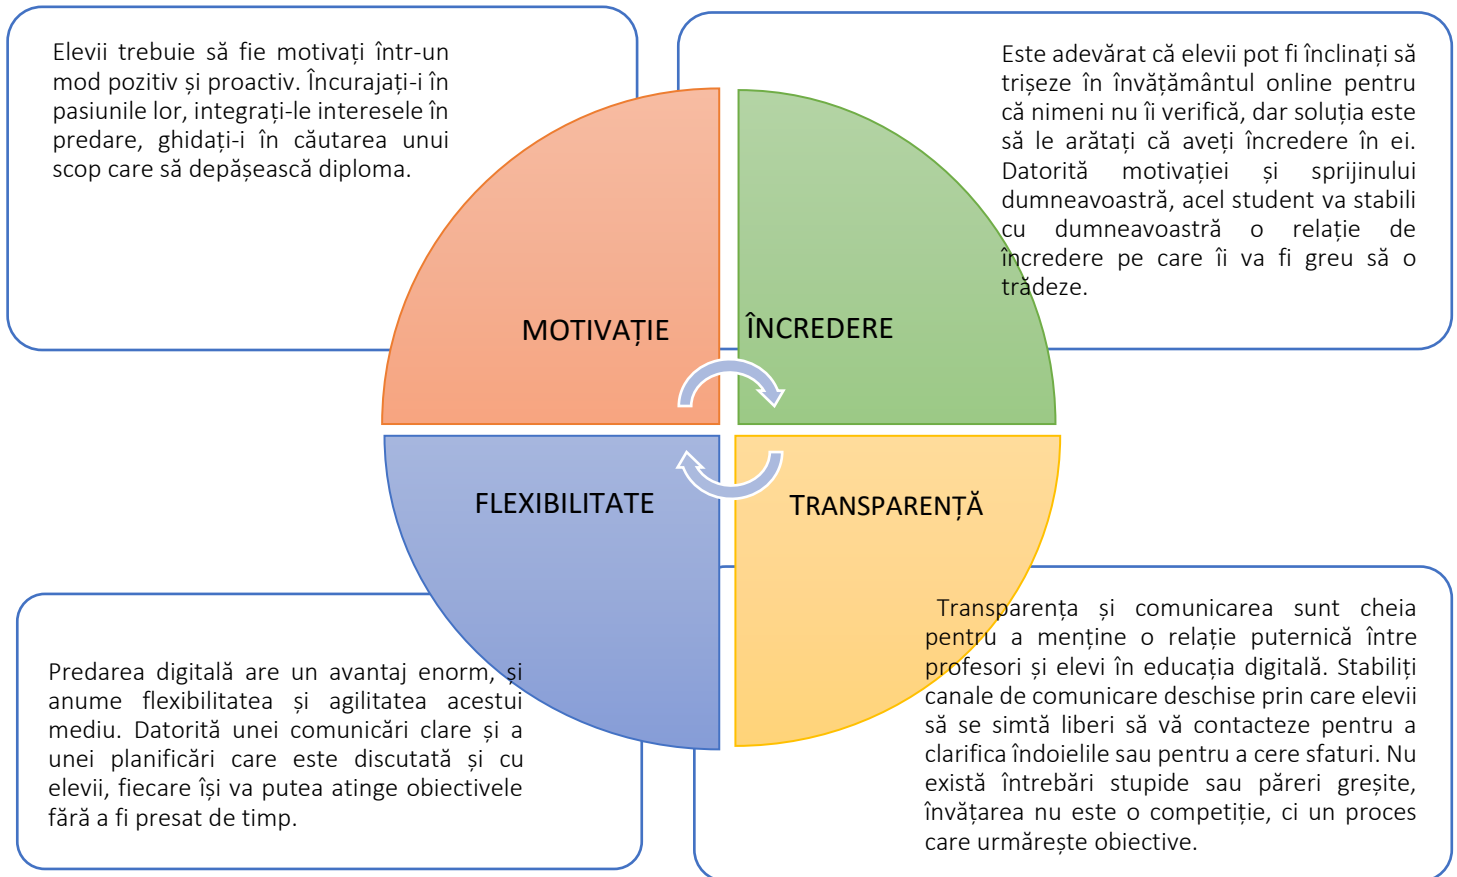 Elevii trebuie să fie motivați într-un
mod pozitiv și proactiv. Încurajați-i în
pasiunile lor, integrați-le interesele în
predare, ghidați-i în căutarea unui
scop care să depășească diploma.
Este adevărat că elevii pot fi înclinați să
trișeze în învățământul online pentru
că nimeni nu îi verifică, dar soluția este
să le arătați că aveți încredere în ei.
Datorită motivației și sprijinului
dumneavoastră, acel student va stabili
cu dumneavoastră o relație de
încredere pe care îi va fi greu să o
trădeze.
MOTIVAȚIE
ÎNCREDERE
FLEXIBILITATE
TRANSPARENȚĂ
Predarea digitală are un avantaj enorm, și
anume flexibilitatea și agilitatea acestui
mediu. Datorită unei comunicări clare și a
unei planificări care este discutată și cu
elevii, fiecare își va putea atinge obiectivele
fără a fi presat de timp.
Transparența și comunicarea sunt cheia
pentru a menține o relație puternică între
profesori și elevi în educația digitală. Stabiliți
canale de comunicare deschise prin care elevii
să se simtă liberi să vă contacteze pentru a
clarifica îndoielile sau pentru a cere sfaturi. Nu
există întrebări stupide sau păreri greșite,
învățarea nu este o competiție, ci un proces
care urmărește obiective.